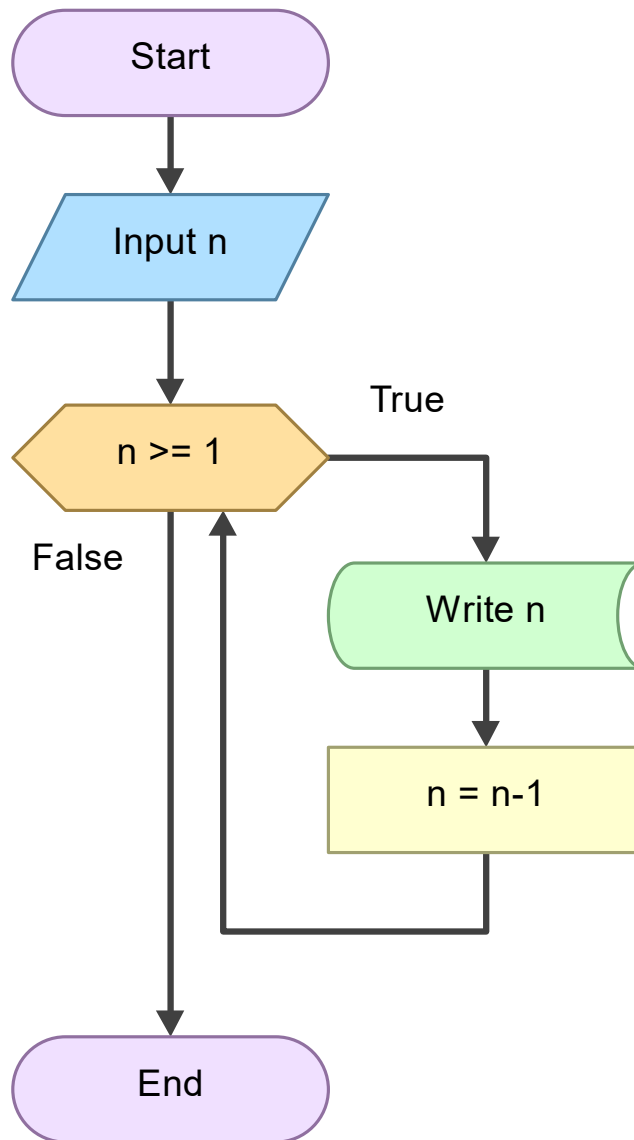 Start
Input n
True
n >= 1
False
Write n
n = n-1
End